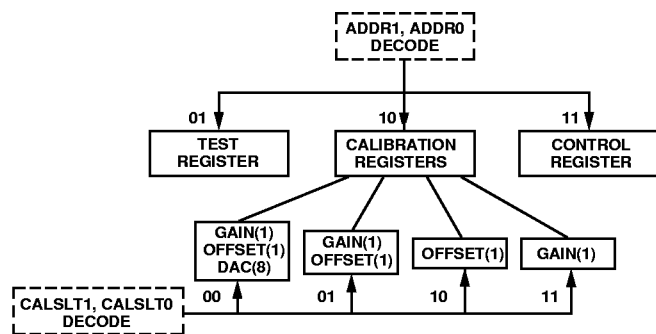 ADDR1, ADDR0
DECODE
01
10
11
TEST
REGISTER
CALIBRATION
REGISTERS
CONTROL
REGISTER
GAIN(1)
OFFSET(1)
DAC(8)
GAIN(1)
OFFSET(1)
OFFSET(1)
GAIN(1)
CALSLT1, CALSLT0
DECODE
00
01
10
11